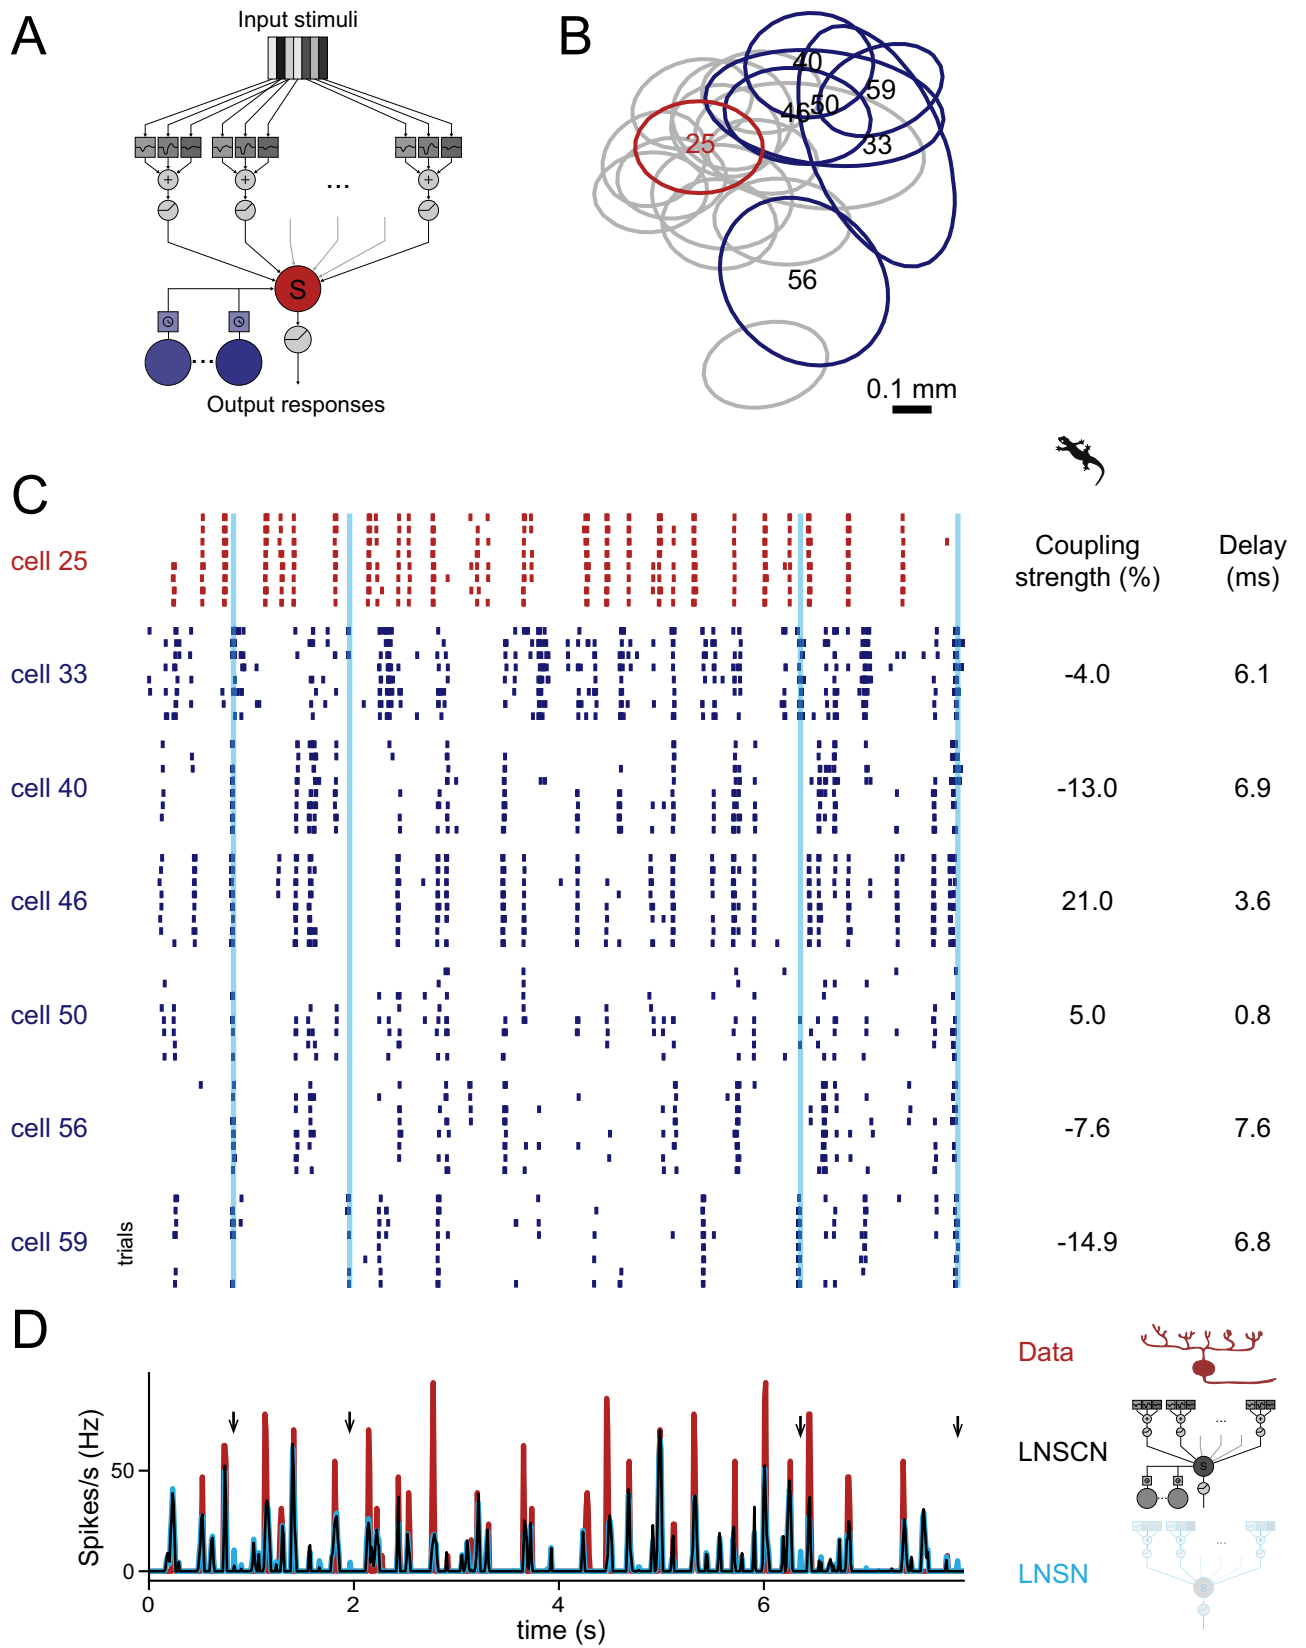 A
Input stimuli
+
+
...
+
S
...
Output responses
B
40
59
46
50
25
33
56
0.1 mm
C
Coupling
strength (%)
Delay
(ms)
cell 25
cell 33
-4.0
6.1
cell 40
-13.0
6.9
cell 46
21.0
3.6
cell 50
5.0
0.8
cell 56
-7.6
7.6
cell 59
-14.9
6.8
trials
D
Spikes/s (Hz)
50
0
0
2
4
6
time (s)
Data
LNSCN
...
S
...
LNSN
...
S